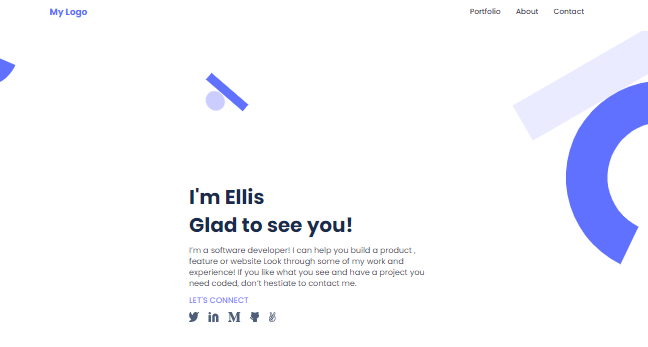 My Logo
Portfolio About Contact
I'm Ellis
Glad to see you!
I'm a software developer! I can help you build a product ,
feature or website Look through some of my work and
experience! If you like what you see and have a project you
need coded, don't hestiate to contact me.
LET'S CONNECT